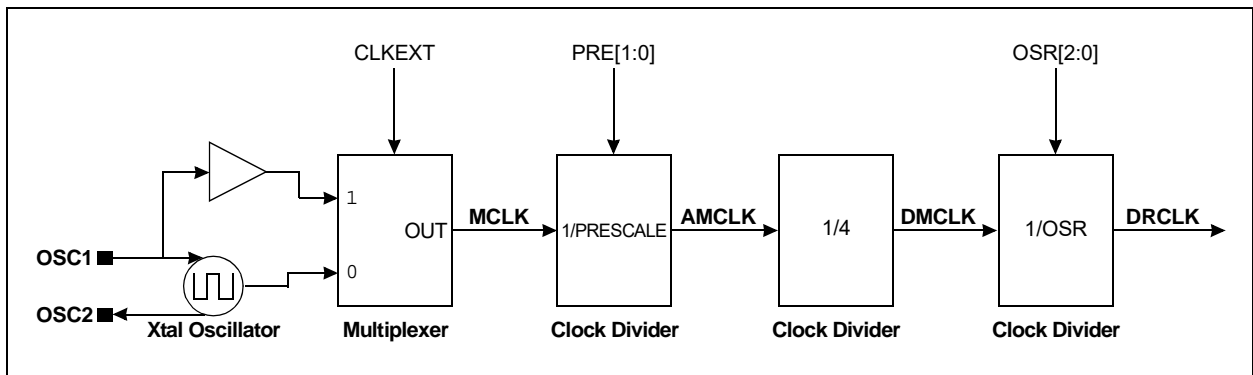 CLKEXT
PRE[1:0]
OSR[2:0]
1
OUT
0
MCLK
1/PRESCALE
AMCLK
1/4
DMCLK
1/OSR
DRCLK
OSC1
OSC2
Xtal Oscillator
Multiplexer
Clock Divider
Clock Divider
Clock Divider